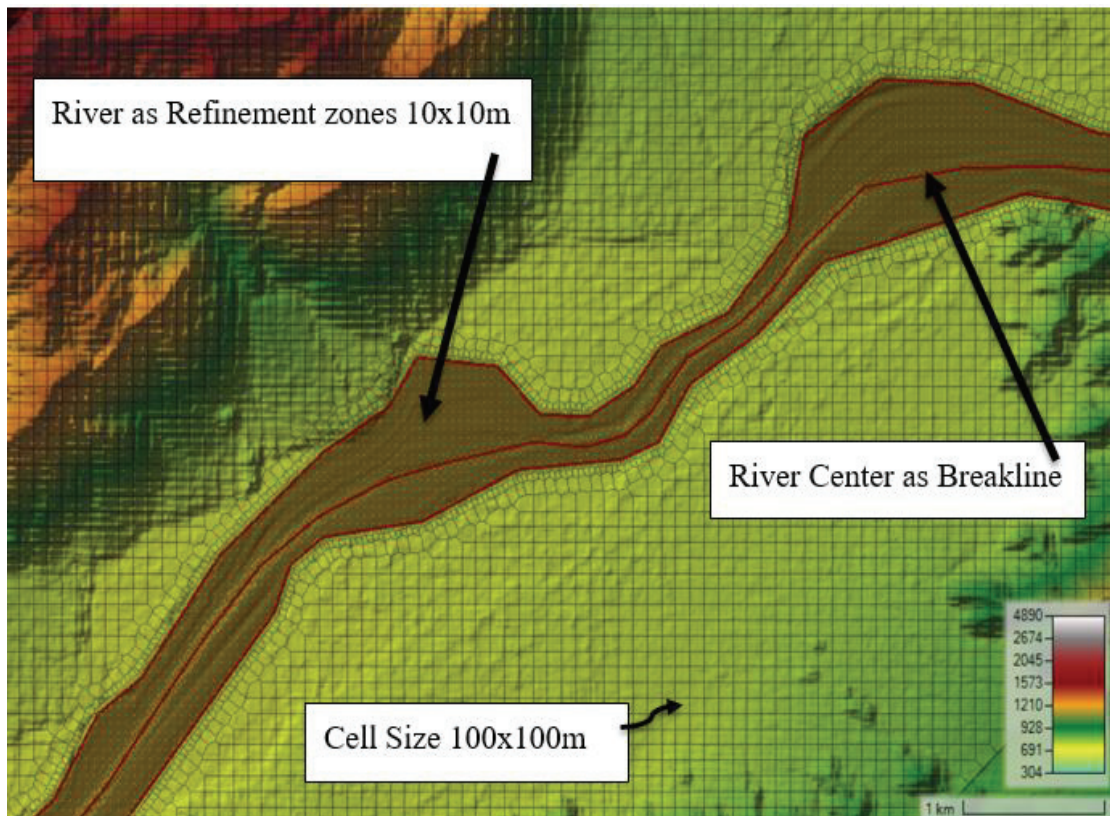 River as Refinement zones 10x10m
River Center as Breakline
Cell Size 100x100m
4890
2674
2045
1573
1210
928
691
304
1 km